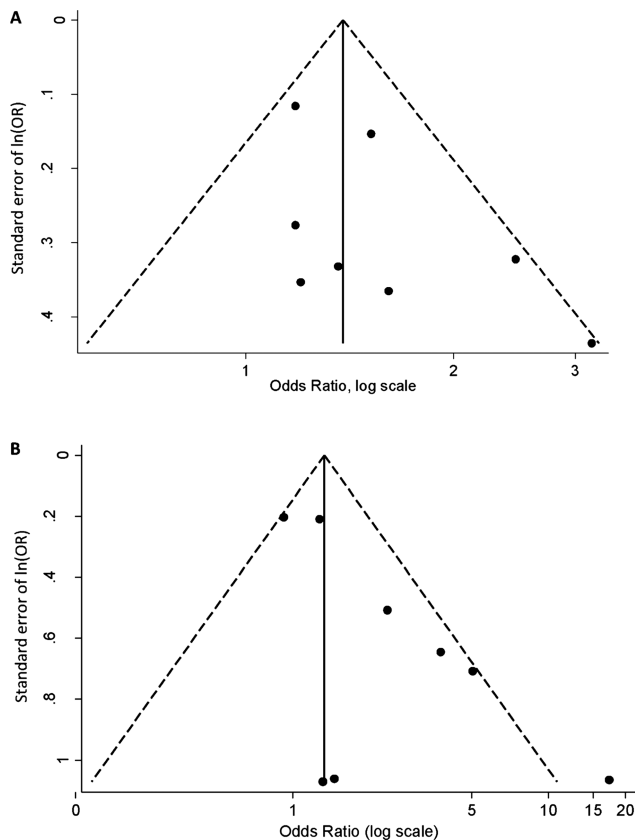 A
Standard error of ln(OR)
0
.1
.2
.3
.4
1 2 3
Odds Ratio, log scale
B
Standard error of ln(OR)
0
.2
.4
.6
.8
1
0 1 5 10 15 20
Odds Ratio (log scale)